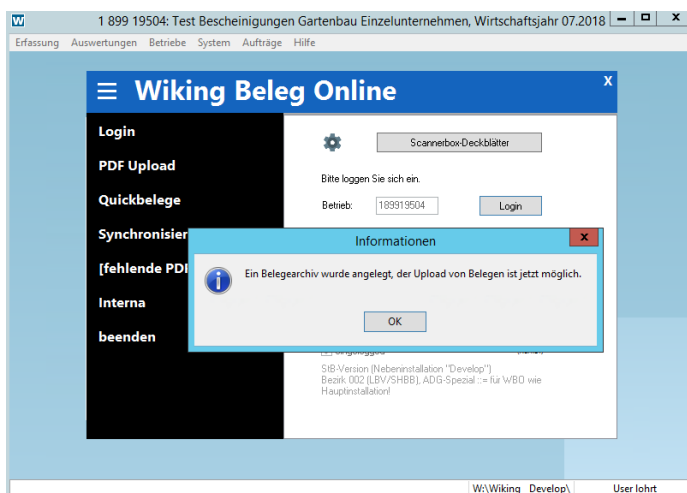 1 899 19504: Test Bescheinigungen Gartenbau Einzelunternehmen, Wirtschaftsjahr 07.2018
Erfassung Auswertungen Betriebe System Aufträge Hilfe
Wiking Beleg Online
X
Login
Scannerbox-Deckblätter
PDF Upload
Bitte loggen Sie sich ein.
Quickbelege
Betrieb: 189919504 Login
Synchronisier
Informationen
[fehlende PDF
Ein Belegearchiv wurde angelegt, der Upload von Belegen ist jetzt möglich.
Interna
OK
beenden
StB-Version (Nebeninstallation "Develop")
Bezirk 002 (LBV/SHBB), ADG-Spezial ::= für WBO wie
Hauptinstallation!
W:\Wiking_Develop\ User lohrt